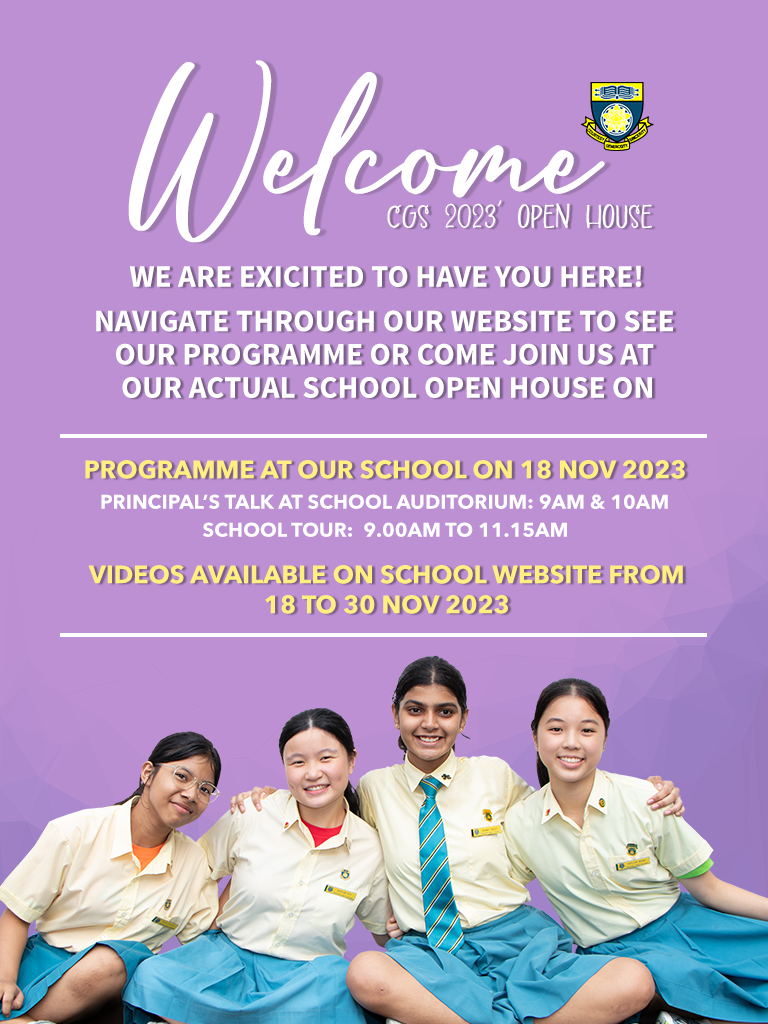 Welcome
CGS 2023' OPEN HOUSE
WE ARE EXICITED TO HAVE YOU HERE!
NAVIGATE THROUGH OUR WEBSITE TO SEE
OUR PROGRAMME OR COME JOIN US AT
OUR ACTUAL SCHOOL OPEN HOUSE ON
PROGRAMME AT OUR SCHOOL ON 18 NOV 2023
PRINCIPAL'S TALK AT SCHOOL AUDITORIUM: 9AM & 10AM
SCHOOL TOUR: 9.00AM TO 11.15AM
VIDEOS AVAILABLE ON SCHOOL WEBSITE FROM
18 TO 30 NOV 2023